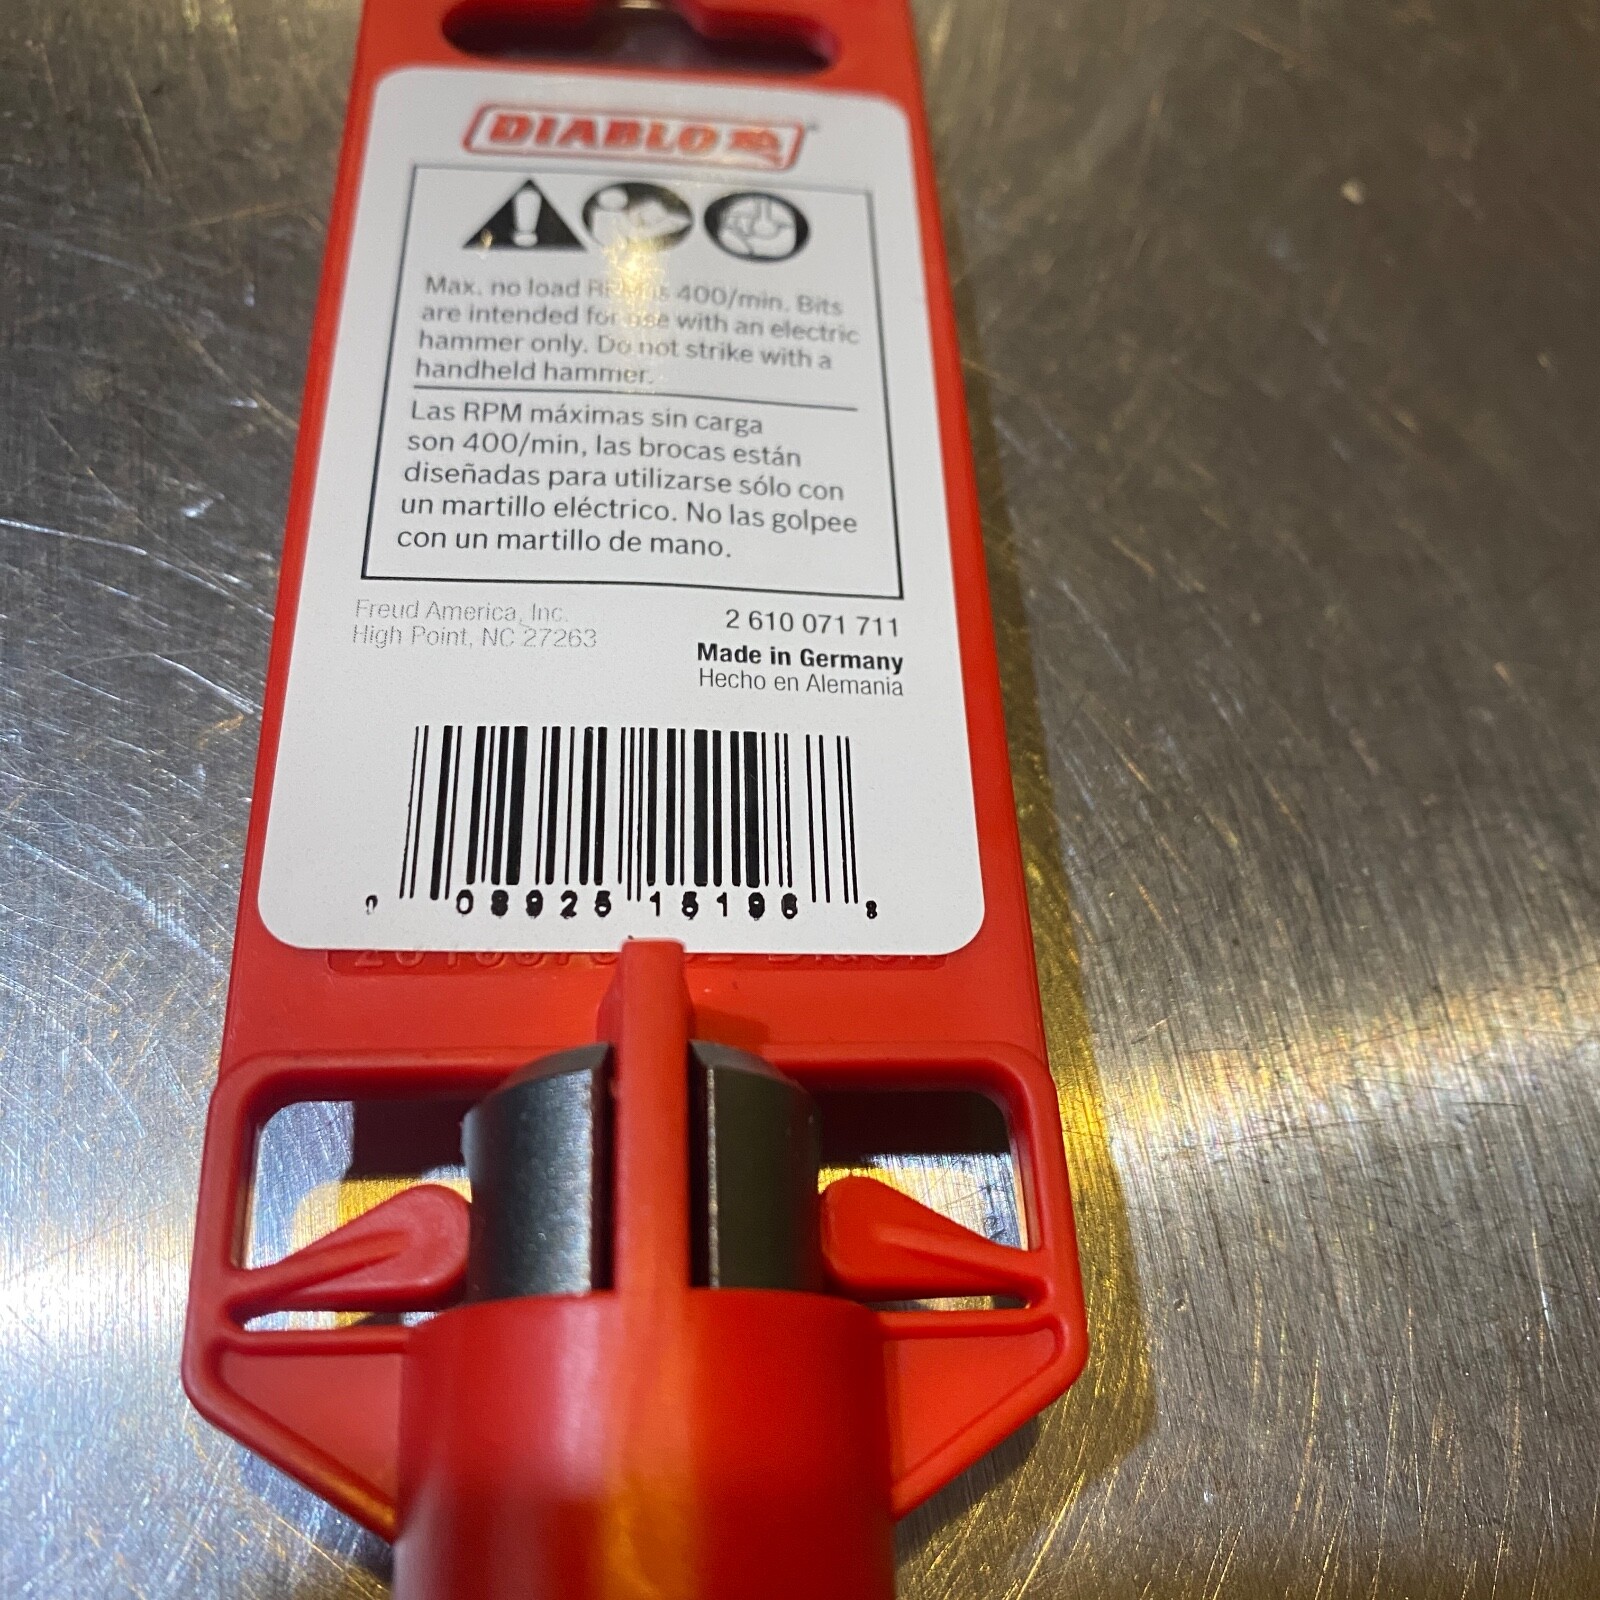 DIABLO
Max. no load RPM is 400/min. Bits
are intended for use with an electric
hammer only. Do not strike with a
handheld hammer.
Las RPM máximas sin carga
son 400/min, las brocas están
diseñadas para utilizarse sólo con
un martillo eléctrico. No las golpee
con un martillo de mano.
Freud America, Inc.
High Point, NC 27263
2 610 071 711
Made in Germany
Hecho en Alemania
0 08925 15196 8